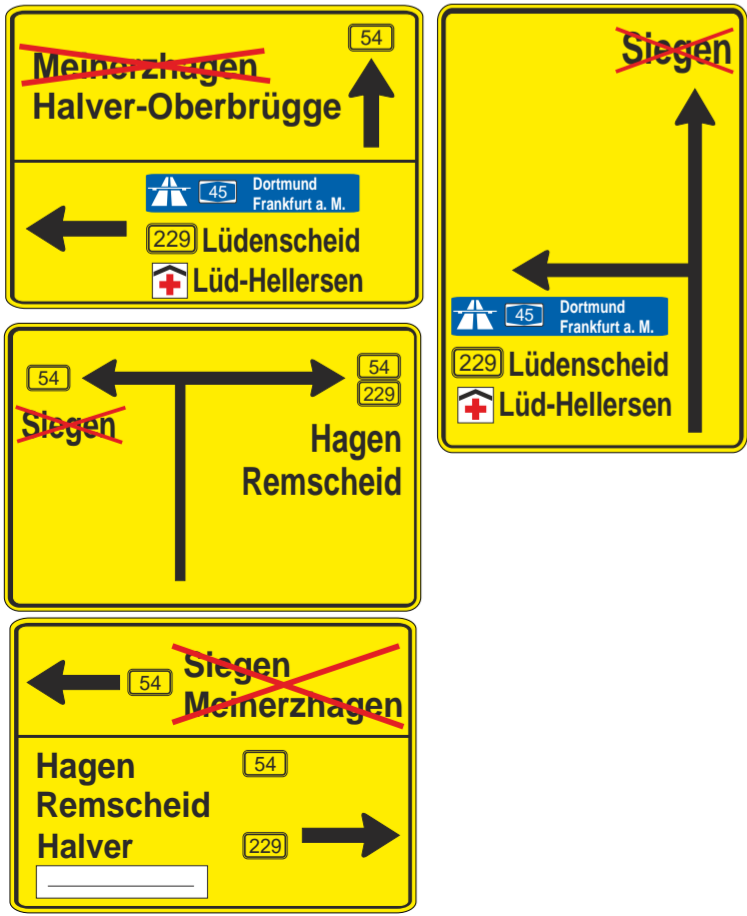 54
Meinerzhagen
Halver-Oberbrügge
45 Dortmund
Frankfurt a. M.
229 Lüdenscheid
Lüd-Hellersen
Siegen
45 Dortmund
Frankfurt a. M.
229 Lüdenscheid
Lüd-Hellersen
54
54
229
Siegen
Hagen
Remscheid
54 Siegen
Meinerzhagen
Hagen 54
Remscheid
Halver 229